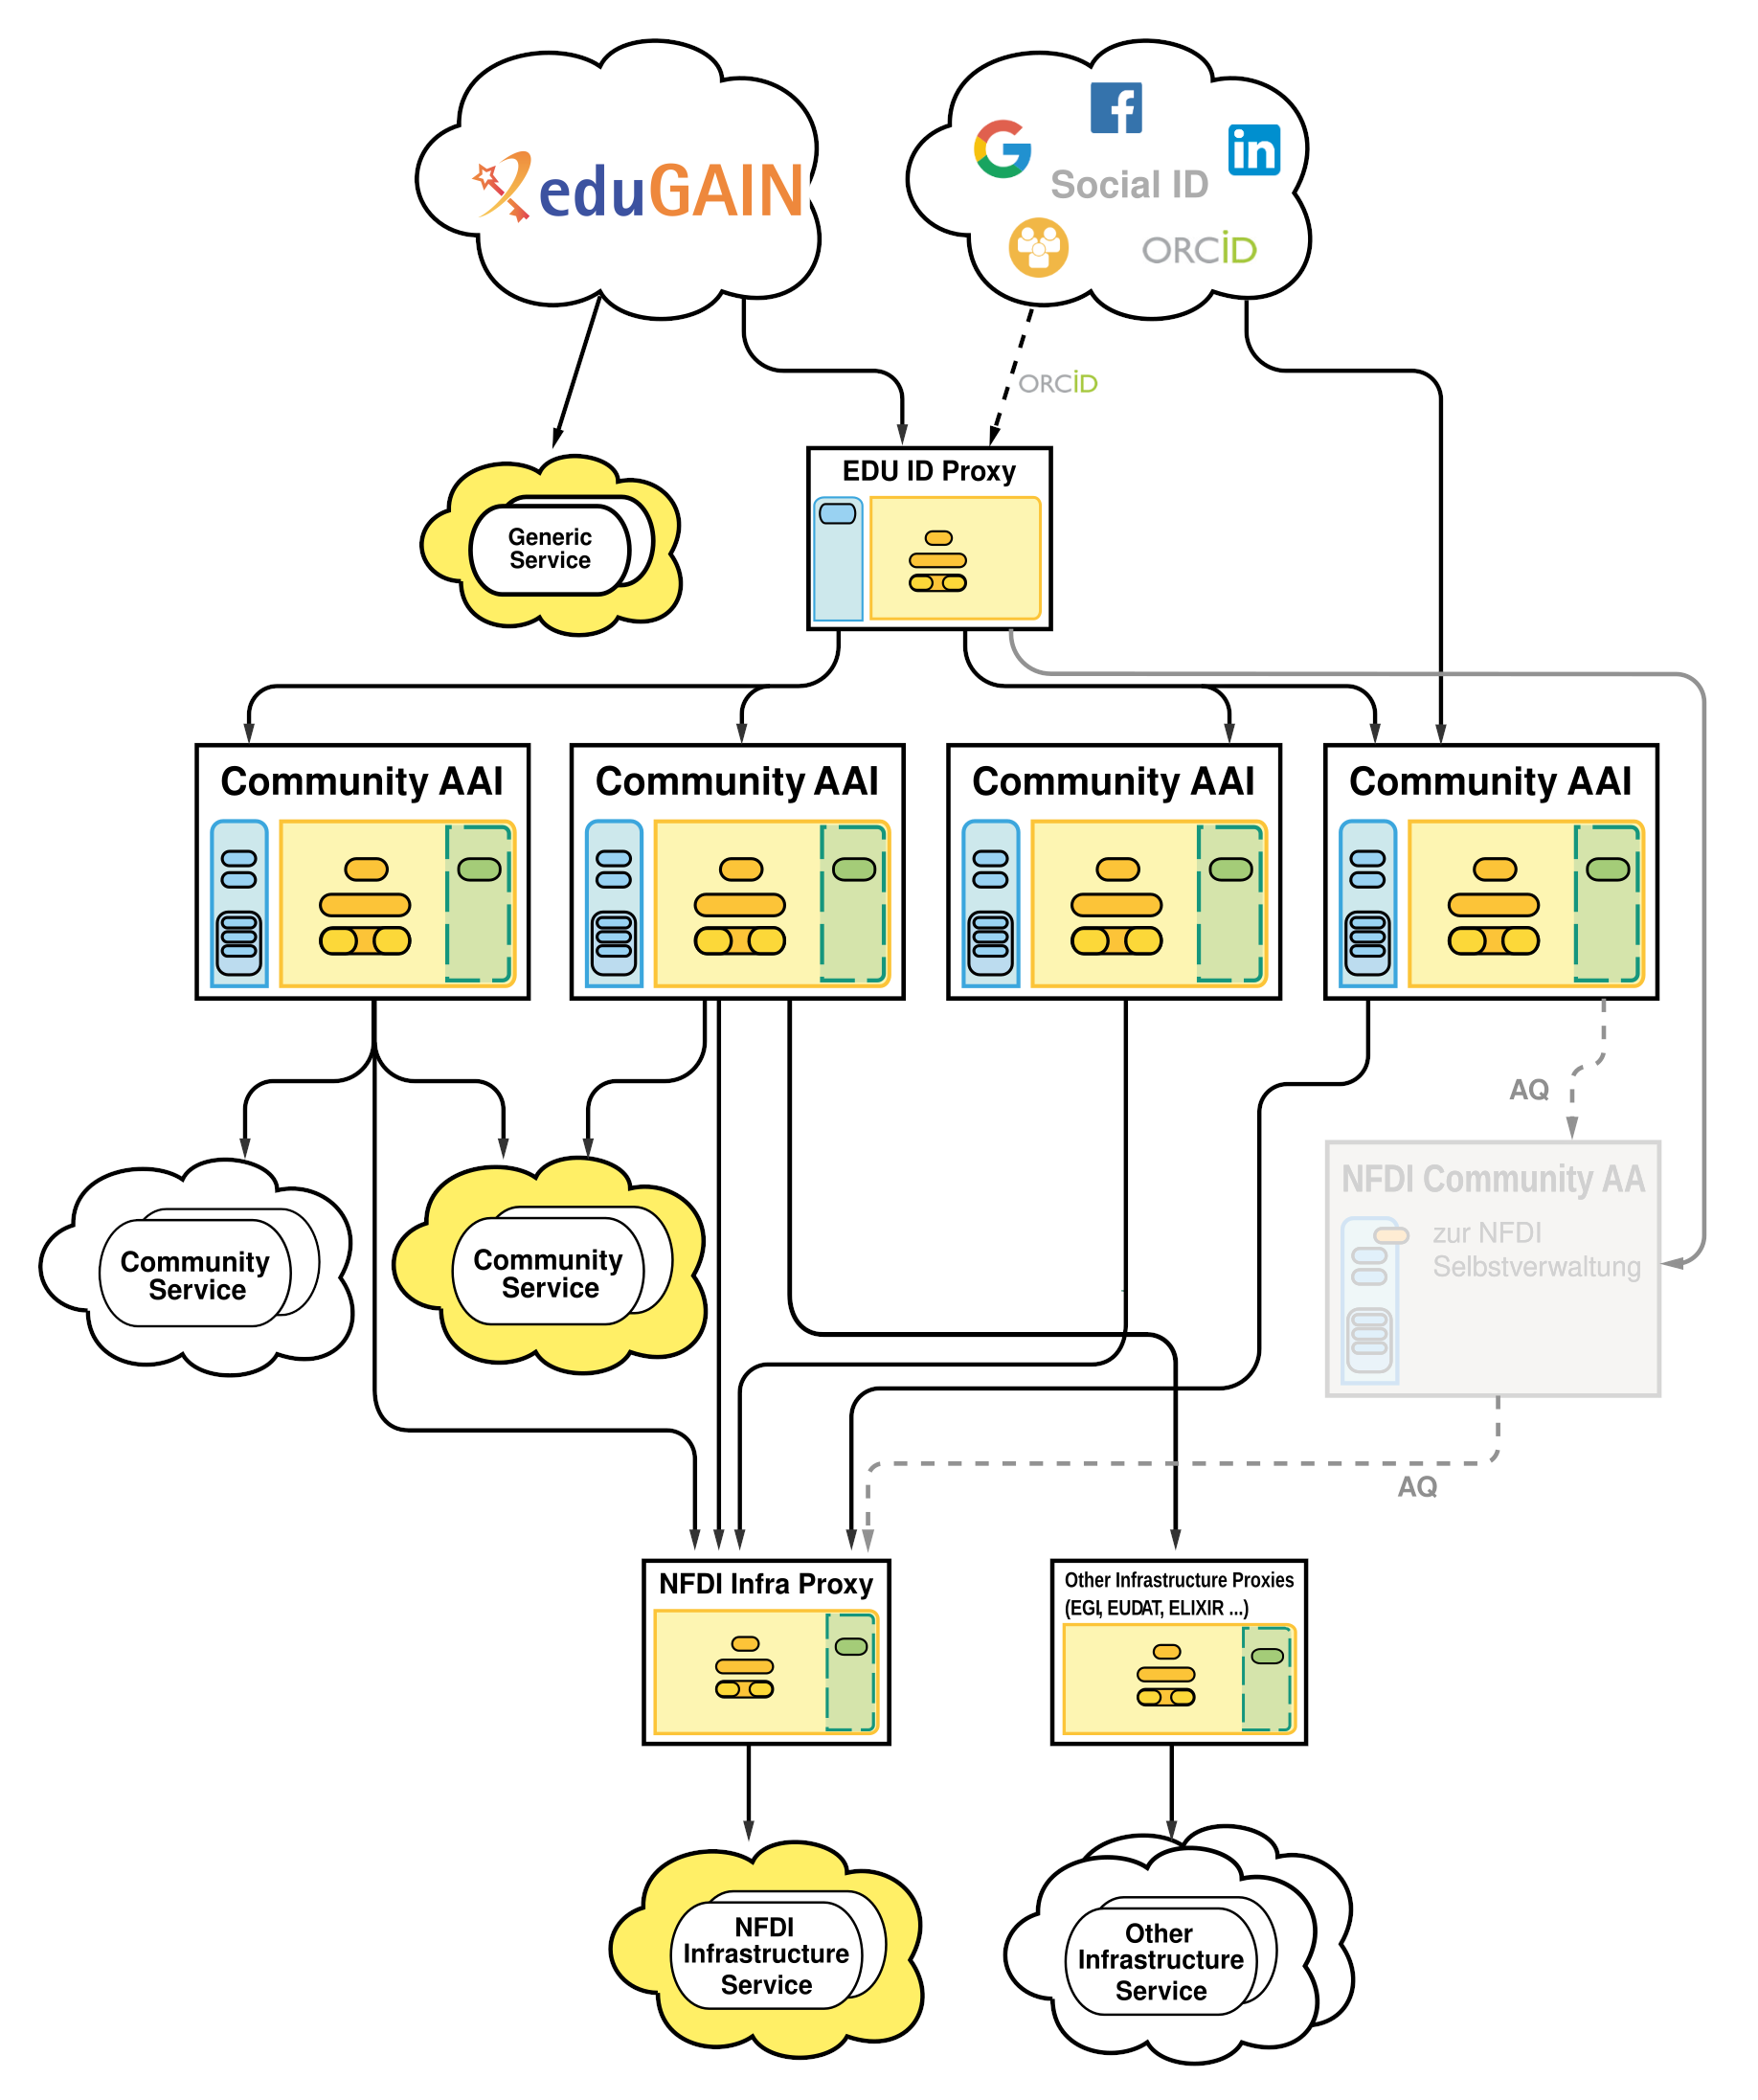 eduGAIN
Social ID
in
ORCiD
ORCiD
EDU ID Proxy
Generic
Service
Community AAI
Community AAI
Community AAI
Community AAI
AQ
NFDI Community AA
zur NFDI
Selbstverwaltung
Community
Service
Community
Service
AQ
NFDI Infra Proxy
Other Infrastructure Proxies
(EGI, EUDAT, ELIXIR ...)
NFDI
Infrastructure
Service
Other
Infrastructure
Service